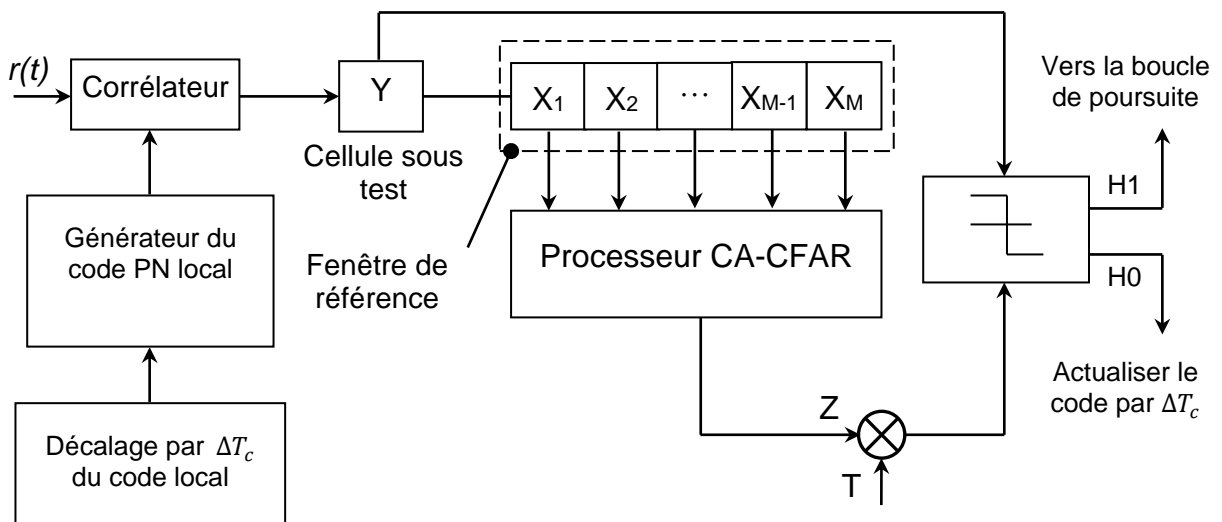 r(t)
Corrélateur
Y
X1
X2
...
XM-1
XM
Vers la boucle
de poursuite
Cellule sous
test
H1
H0
Générateur du
code PN local
Fenêtre de
référence
Processeur CA-CFAR
Actualiser le
code par ΔTc
Z
T
Décalage par ΔTc
du code local